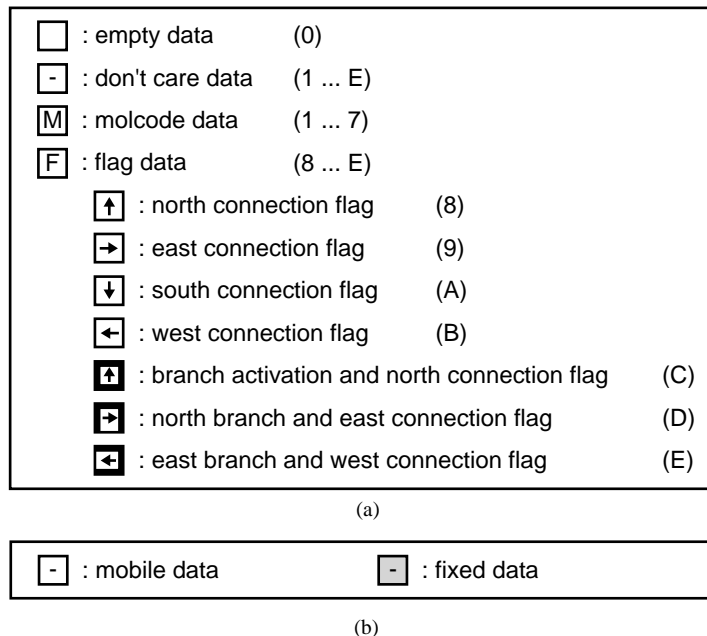 : empty data (0)
- : don't care data (1 ... E)
M : molcode data (1 ... 7)
F : flag data (8 ... E)
↑ : north connection flag (8)
→ : east connection flag (9)
↓ : south connection flag (A)
← : west connection flag (B)
↑ : branch activation and north connection flag (C)
→ : north branch and east connection flag (D)
← : east branch and west connection flag (E)
(a)
- : mobile data - : fixed data
(b)